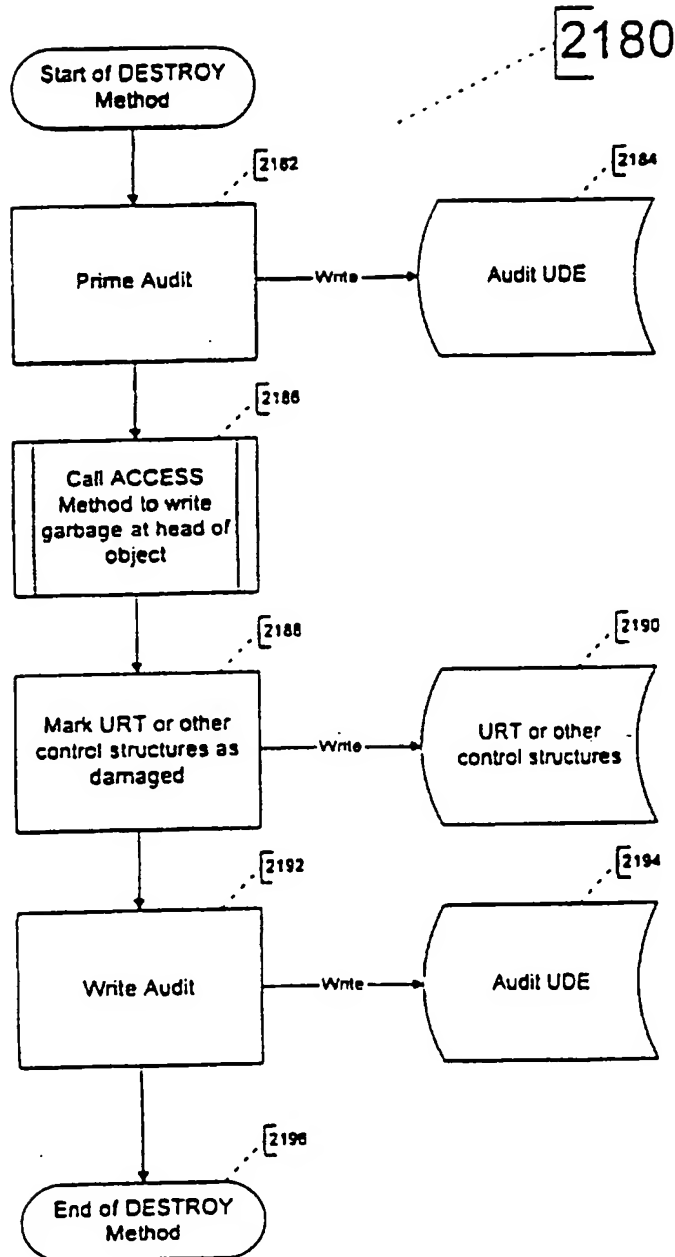 2180
Start of DESTROY
Method
2182
2184
Prime Audit
Write
Audit UDE
2186
Call ACCESS
Method to write
garbage at head of
object
2188
2190
Mark URT or other
control structures as
damaged
Write
URT or other
control structures
2192
2194
Write Audit
Write
Audit UDE
2196
End of DESTROY
Method